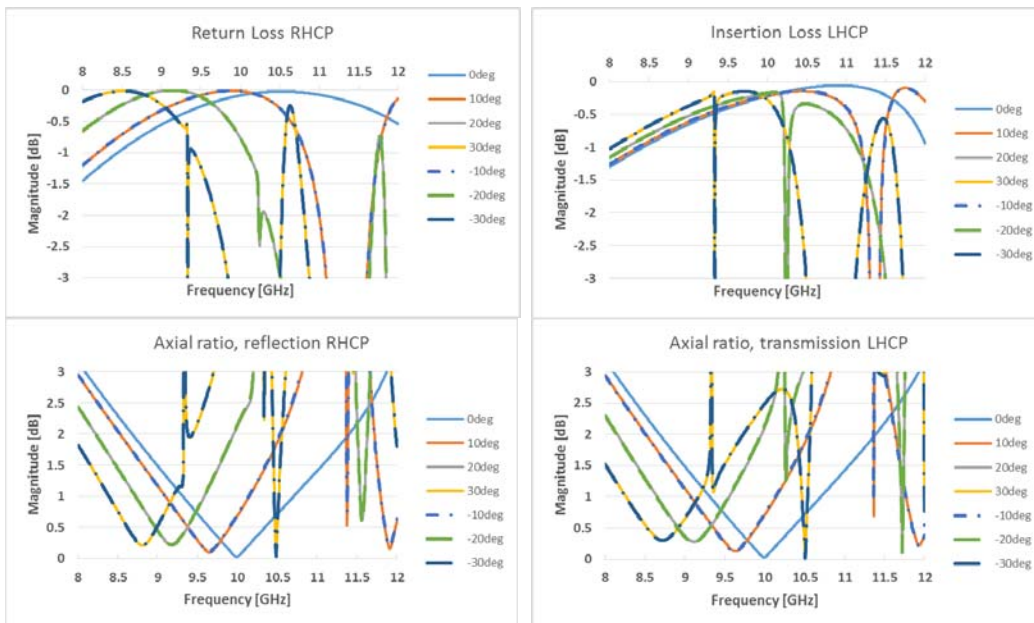 Return Loss RHCP
8 8.5 9 9.5 10 10.5 11 11.5 12
0
-0.5
-1
-1.5
-2
-2.5
-3
Magnitude [dB]
Frequency [GHz]
0deg
10deg
20deg
30deg
-10deg
-20deg
-30deg
Insertion Loss LHCP
8 8.5 9 9.5 10 10.5 11 11.5 12
0
-0.5
-1
-1.5
-2
-2.5
-3
Magnitude [dB]
Frequency [GHz]
0deg
10deg
20deg
30deg
-10deg
-20deg
-30deg
Axial ratio, reflection RHCP
3
2.5
2
1.5
1
0.5
0
Magnitude [dB]
8 8.5 9 9.5 10 10.5 11 11.5 12
Frequency [GHz]
0deg
10deg
20deg
30deg
-10deg
-20deg
-30deg
Axial ratio, transmission LHCP
3
2.5
2
1.5
1
0.5
0
Magnitude [dB]
8 8.5 9 9.5 10 10.5 11 11.5 12
Frequency [GHz]
0deg
10deg
20deg
30deg
-10deg
-20deg
-30deg